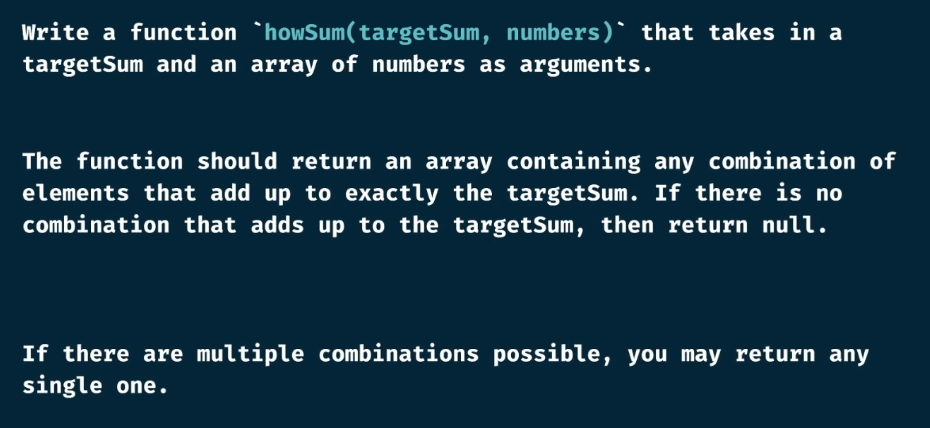 Write a function `howSum(targetSum, numbers)` that takes in a
targetSum and an array of numbers as arguments.
The function should return an array containing any combination of
elements that add up to exactly the targetSum. If there is no
combination that adds up to the targetSum, then return null.
If there are multiple combinations possible, you may return any
single one.